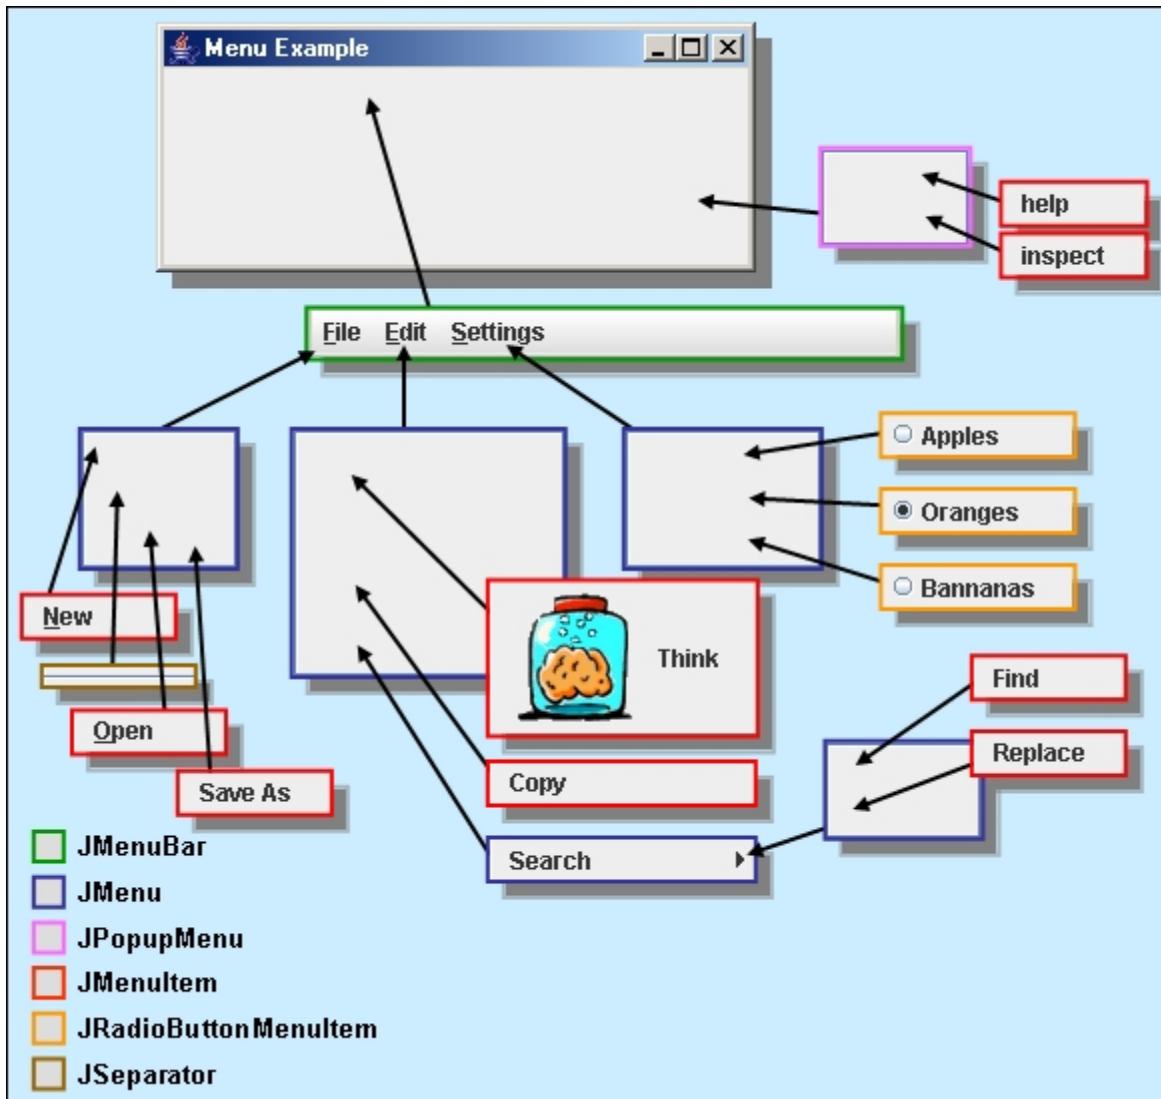 Menu Example
help
inspect
File Edit Settings
Apples
Oranges
Bannanas
New
Open
Save As
Think
Copy
Search
Find
Replace
JMenuBar
JMenu
JPopupMenu
JMenuItem
JRadioButtonMenuItem
JSeparator